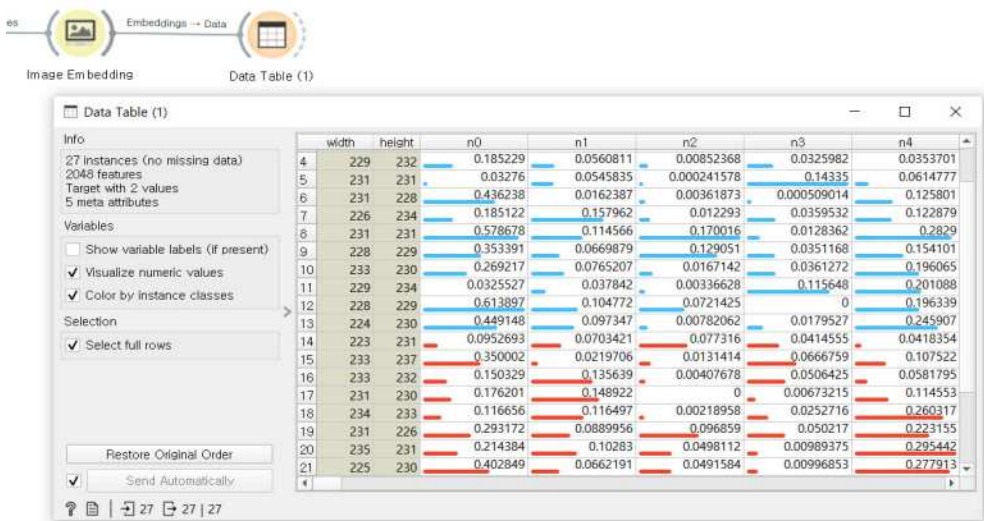 es
Embeddings → Data
Image Embedding
Data Table (1)
Data Table (1)
Info
27 instances (no missing data)
2048 features
Target with 2 values
5 meta attributes
Variables
Show variable labels (if present)
Visualize numeric values
Color by instance classes
Selection
Select full rows
Restore Original Order
Send Automatically
? 27 27 | 27
width height n0 n1 n2 n3 n4
4 229 232 0.185229 0.0560811 0.00852368 0.0325982 0.0353701
5 231 231 0.03276 0.0545835 0.000241578 0.14335 0.0614777
6 231 228 0.436238 0.0162387 0.00361873 0.000509014 0.125801
7 226 234 0.185122 0.157962 0.012293 0.0359532 0.122879
8 231 231 0.578678 0.114566 0.170016 0.0128362 0.2829
9 228 229 0.353391 0.0669879 0.129051 0.0351168 0.154101
10 233 230 0.269217 0.0765207 0.0167142 0.0361272 0.196065
11 229 234 0.0325527 0.037842 0.00336628 0.115648 0.201088
12 228 229 0.613897 0.104772 0.0721425 0 0.196339
13 224 230 0.449148 0.097347 0.00782062 0.0179527 0.245907
14 223 231 0.0952693 0.0703421 0.077316 0.0414555 0.0418354
15 233 237 0.350002 0.0219706 0.0131414 0.0666759 0.107522
16 233 232 0.150329 0.135639 0.00407678 0.0506425 0.0581795
17 231 230 0.176201 0.148922 0 0.00673215 0.114553
18 234 233 0.116656 0.116497 0.00218958 0.0252716 0.260317
19 231 226 0.293172 0.0889956 0.096859 0.050217 0.223155
20 235 231 0.214384 0.10283 0.0498112 0.00989375 0.295442
21 225 230 0.402849 0.0662191 0.0491584 0.00996853 0.277913